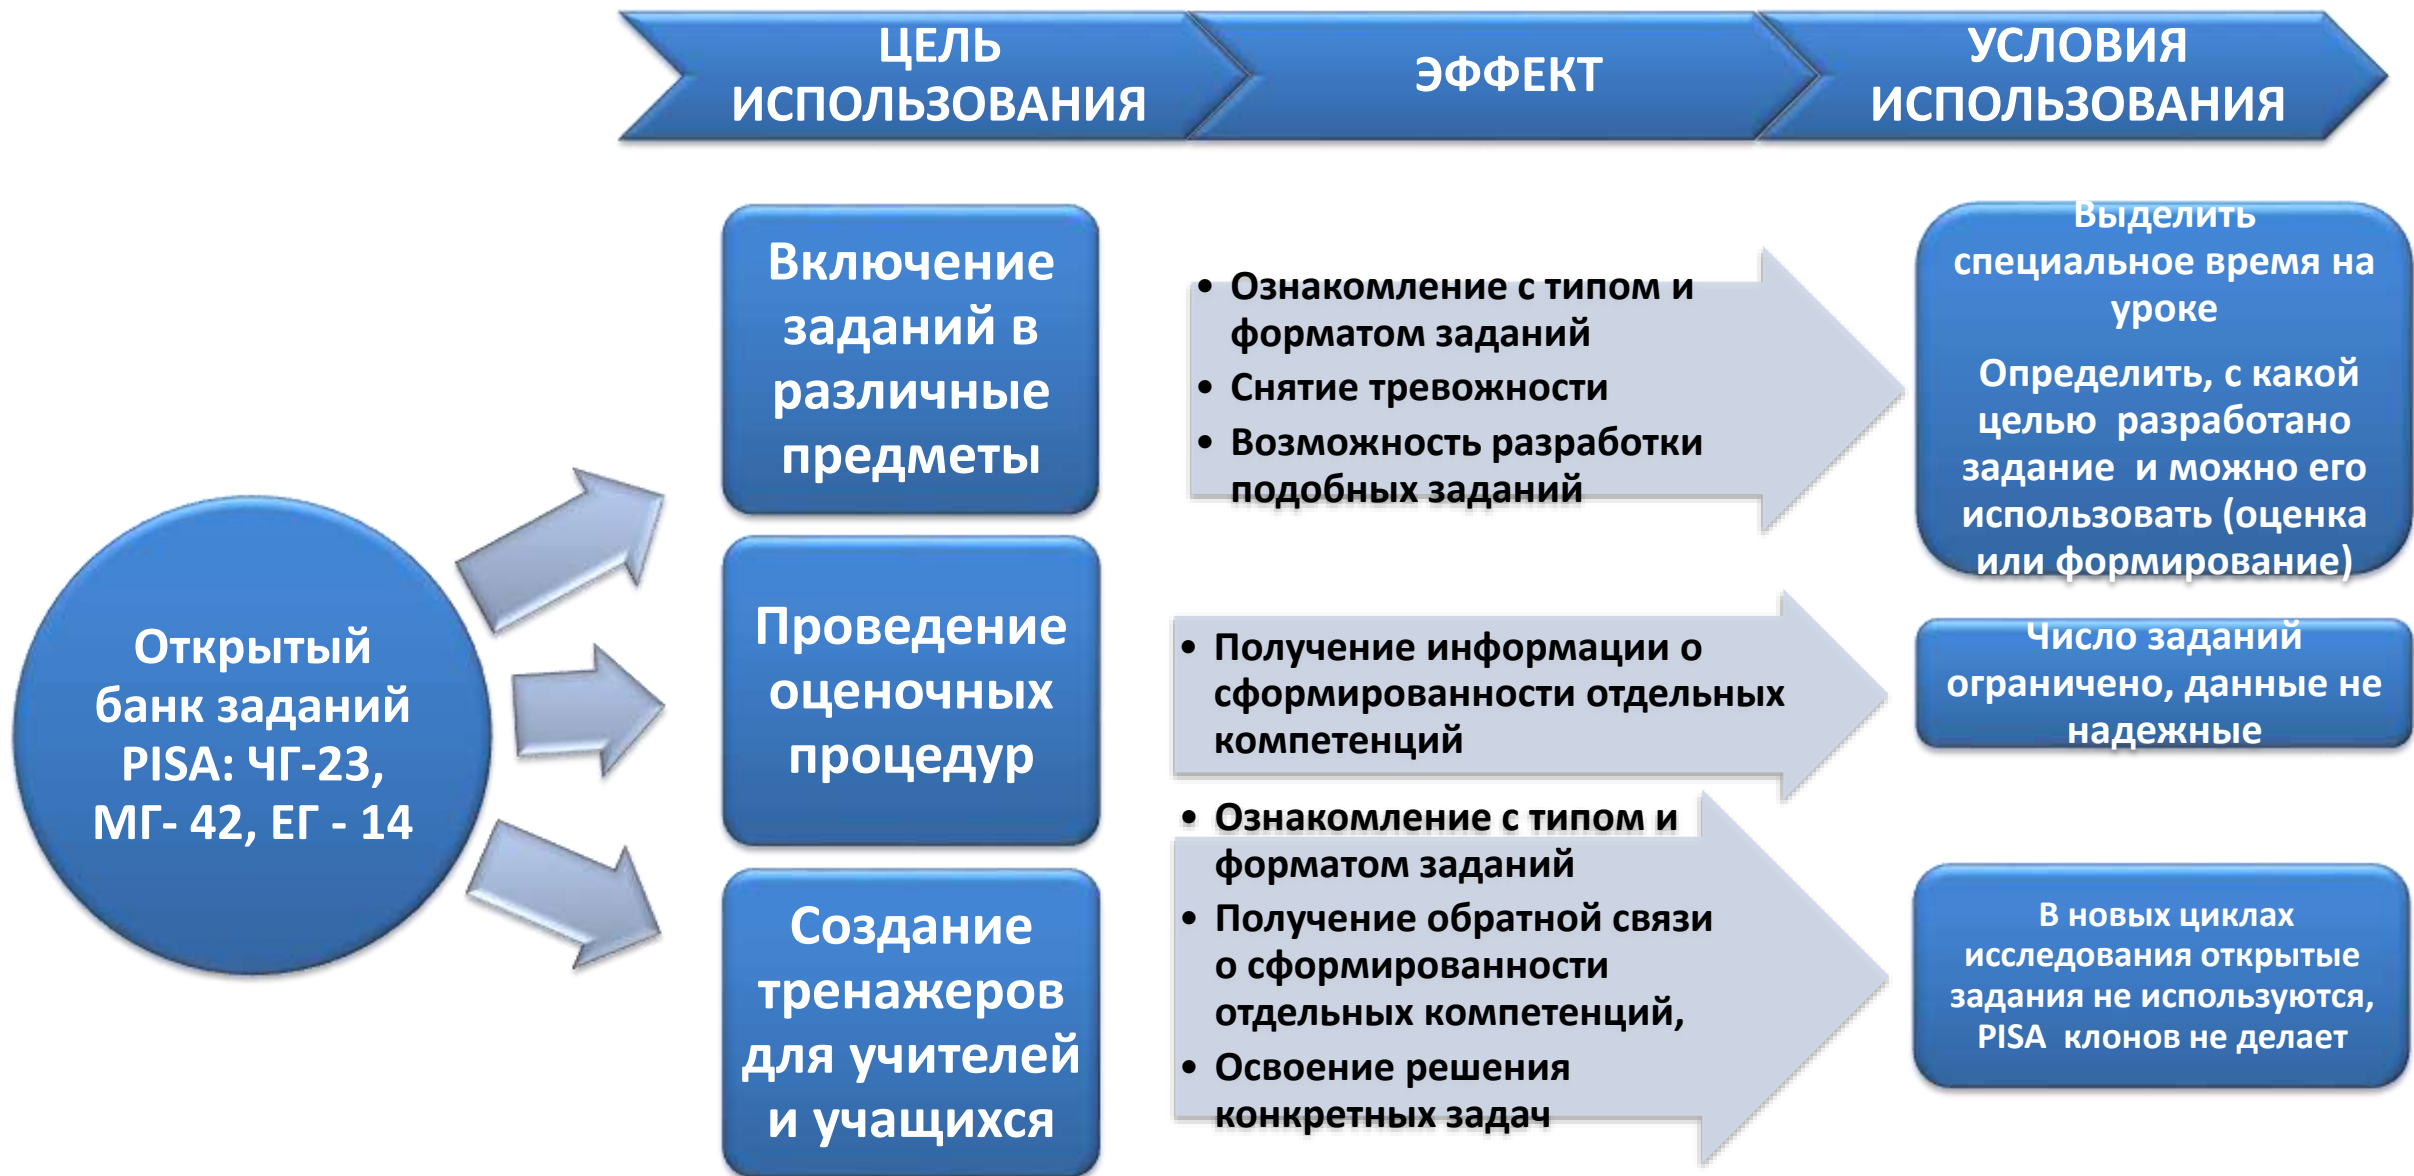 ЦЕЛЬ
ИСПОЛЬЗОВАНИЯ
ЭФФЕКТ
УСЛОВИЯ
ИСПОЛЬЗОВАНИЯ
Открытый
банк заданий
PISA: ЧГ-23,
МГ- 42, ЕГ - 14
Включение
заданий в
различные
предметы
• Ознакомление с типом и
форматом заданий
• Снятие тревожности
• Возможность разработки
подобных заданий
Выделить
специальное время на
уроке
Определить, с какой
целью разработано
задание и можно его
использовать (оценка
или формирование)
Проведение
оценочных
процедур
• Получение информации о
сформированности отдельных
компетенций
Число заданий
ограничено, данные не
надежные
Создание
тренажеров
для учителей
и учащихся
• Ознакомление с типом и
форматом заданий
• Получение обратной связи
о сформированности
отдельных компетенций,
• Освоение решения
конкретных задач
В новых циклах
исследования открытые
задания не используются,
PISA клонов не делает